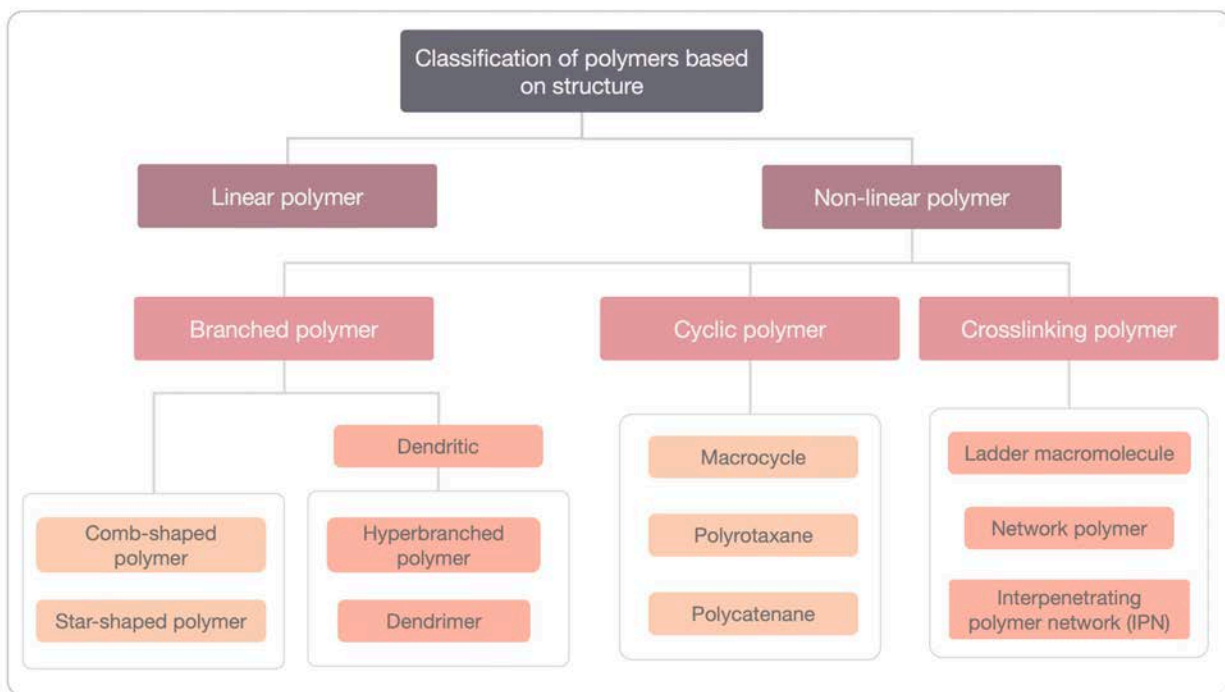 Classification of polymers based
on structure
Linear polymer
Non-linear polymer
Branched polymer
Cyclic polymer
Crosslinking polymer
Dendritic
Comb-shaped
polymer
Star-shaped polymer
Hyperbranched
polymer
Dendrimer
Macrocycle
Polyrotaxane
Polycatenane
Ladder macromolecule
Network polymer
Interpenetrating
polymer network (IPN)